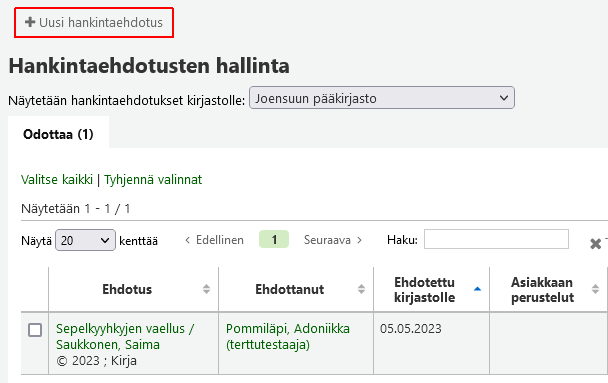 + Uusi hankintaehdotus
Hankintaehdotusten hallinta
Näytetään hankintaehdotukset kirjastolle: Joensuun pääkirjasto
Odottaa (1)
Valitse kaikki | Tyhjennä valinnat
Näytetään 1 - 1 / 1
Näytä 20 kenttää Edellinen 1 Seuraava Haku:
Ehdotus Ehdottanut Ehdotettu kirjastolle Asiakkaan perustelut
Sepelkyyhkyjen vaellus / Pommiläpi, Adoniikka 05.05.2023
Saukkonen, Saima (terttutestaaja)
© 2023 ; Kirja